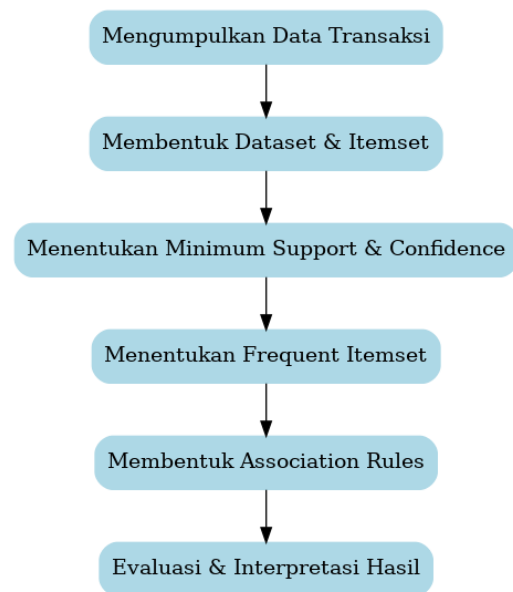 Mengumpulkan Data Transaksi
Membentuk Dataset & Itemset
Menentukan Minimum Support & Confidence
Menentukan Frequent Itemset
Membentuk Association Rules
Evaluasi & Interpretasi Hasil